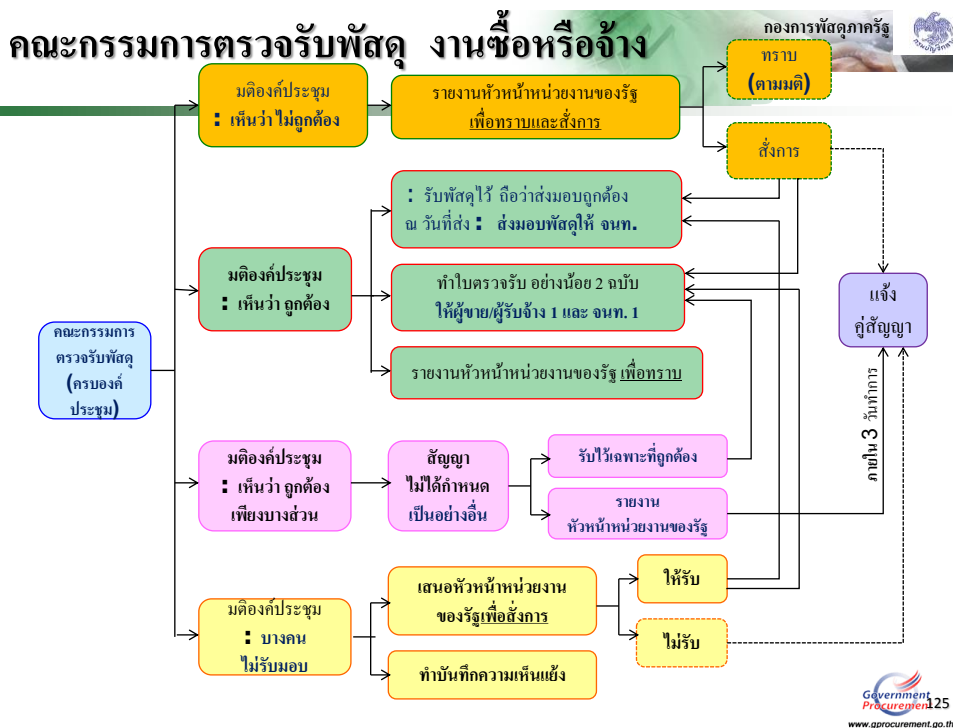 คณะกรรมการตรวจรับพัสดุ งานซื้อหรือจ้าง
กองการพัสดุภาครัฐ
มติองค์ประชุม
: เห็นว่า ไม่ถูกต้อง
รายงานหัวหน้าหน่วยงานของรัฐ
เพื่อทราบและสั่งการ
ทราบ
(ตามมติ)
สั่งการ
: รับพัสดุไว้ ถือว่าส่งมอบถูกต้อง
ณ วันที่ส่ง : ส่งมอบพัสดุให้ จนท.
มติองค์ประชุม
: เห็นว่า ถูกต้อง
ทำใบตรวจรับ อย่างน้อย 2 ฉบับ
ให้ผู้ขาย/ผู้รับจ้าง 1 และ จนท. 1
รายงานหัวหน้าหน่วยงานของรัฐ เพื่อทราบ
แจ้ง
คู่สัญญา
คณะกรรมการ
ตรวจรับพัสดุ
(ครบองค์
ประชุม)
ภายใน 3 วันทำการ
มติองค์ประชุม
: เห็นว่า ถูกต้อง
เพียงบางส่วน
สัญญา
ไม่ได้กำหนด
เป็นอย่างอื่น
รับไว้เฉพาะที่ถูกต้อง
รายงาน
หัวหน้าหน่วยงานของรัฐ
มติองค์ประชุม
: บางคน
ไม่รับมอบ
เสนอหัวหน้าหน่วยงาน
ของรัฐเพื่อสั่งการ
ให้รับ
ไม่รับ
ทำบันทึกความเห็นแย้ง
Government
Procurement
125
www.gprocurement.go.th